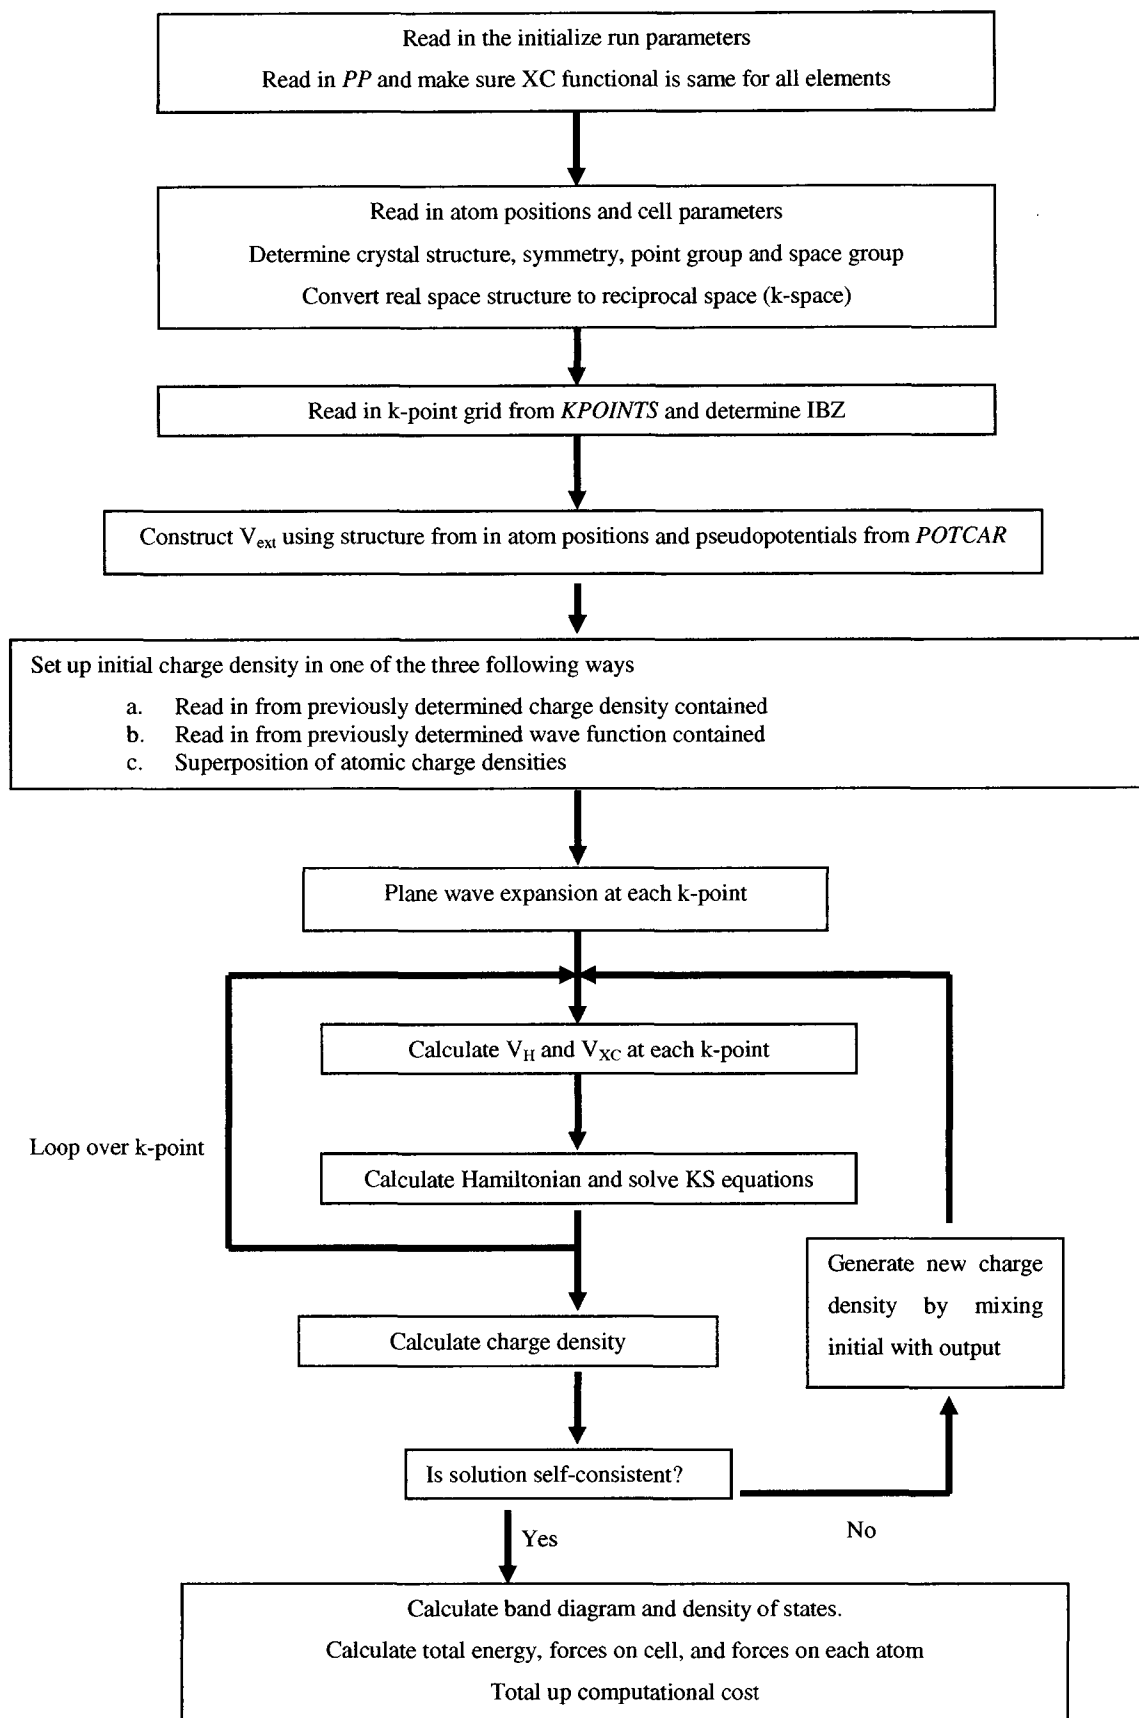 Read in the initialize run parameters
Read in PP and make sure XC functional is same for all elements
Read in atom positions and cell parameters
Determine crystal structure, symmetry, point group and space group
Convert real space structure to reciprocal space (k-space)
Read in k-point grid from KPOINTS and determine IBZ
Construct Vext using structure from in atom positions and pseudopotentials from POTCAR
Set up initial charge density in one of the three following ways
a. Read in from previously determined charge density contained
b. Read in from previously determined wave function contained
c. Superposition of atomic charge densities
Plane wave expansion at each k-point
Calculate VH and VXC at each k-point
Loop over k-point
Calculate Hamiltonian and solve KS equations
Generate new charge
density by mixing
initial with output
Calculate charge density
Is solution self-consistent?
Yes
No
Calculate band diagram and density of states.
Calculate total energy, forces on cell, and forces on each atom
Total up computational cost